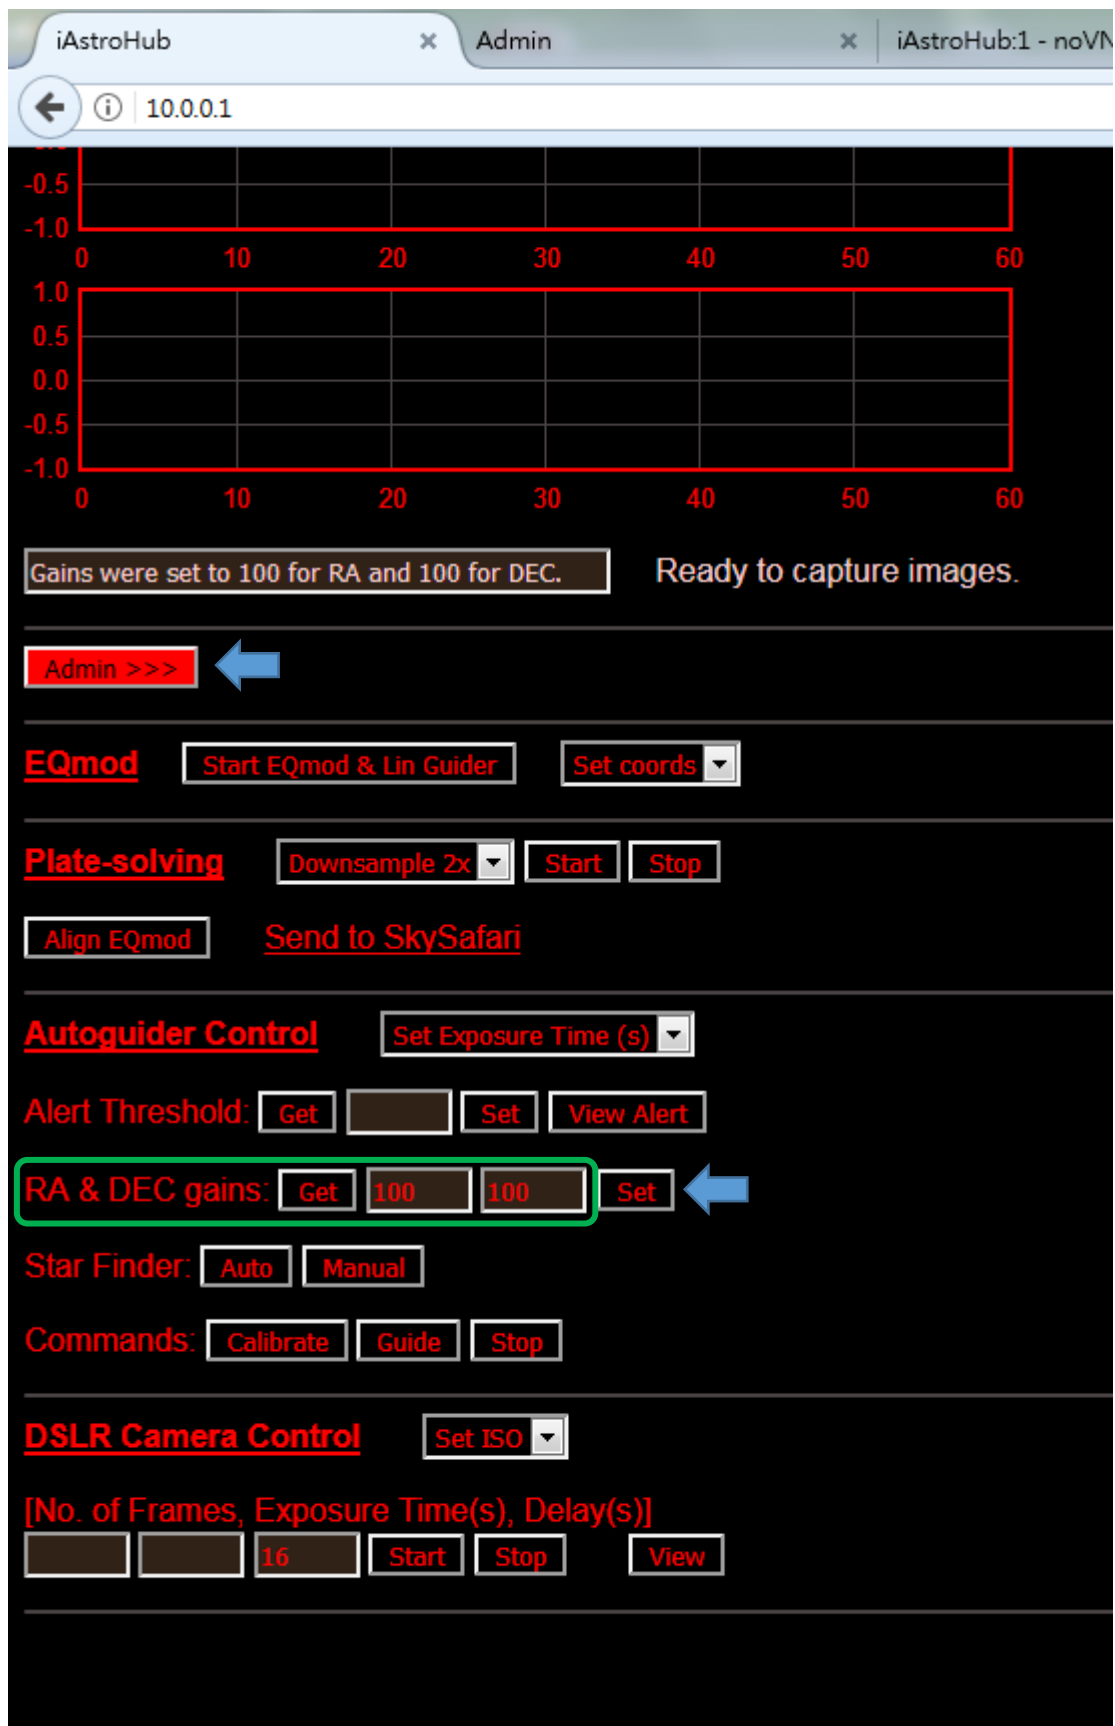 iAstroHub × Admin × iAstroHub:1 - noVN
10.0.0.1
-0.5
-1.0
0 10 20 30 40 50 60
1.0
0.5
0.0
-0.5
-1.0
0 10 20 30 40 50 60
Gains were set to 100 for RA and 100 for DEC. Ready to capture images.
Admin >>>
EQmod Start EQmod & Lin Guider Set coords
Plate-solving Downsample 2x Start Stop
Align EQmod Send to SkySafari
Autoguider Control Set Exposure Time (s)
Alert Threshold: Get Set View Alert
RA & DEC gains: Get 100 100 Set
Star Finder: Auto Manual
Commands: Calibrate Guide Stop
DSLR Camera Control Set ISO
[No. of Frames, Exposure Time(s), Delay(s)]
16 Start Stop View